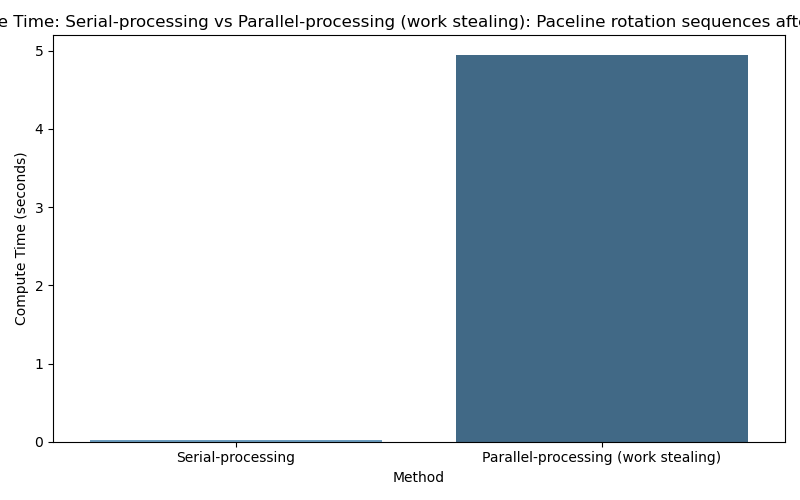 e Time: Serial-processing vs Parallel-processing (work stealing): Paceline rotation sequences aft
5
4
3
2
1
0
Compute Time (seconds)
Serial-processing
Parallel-processing (work stealing)
Method